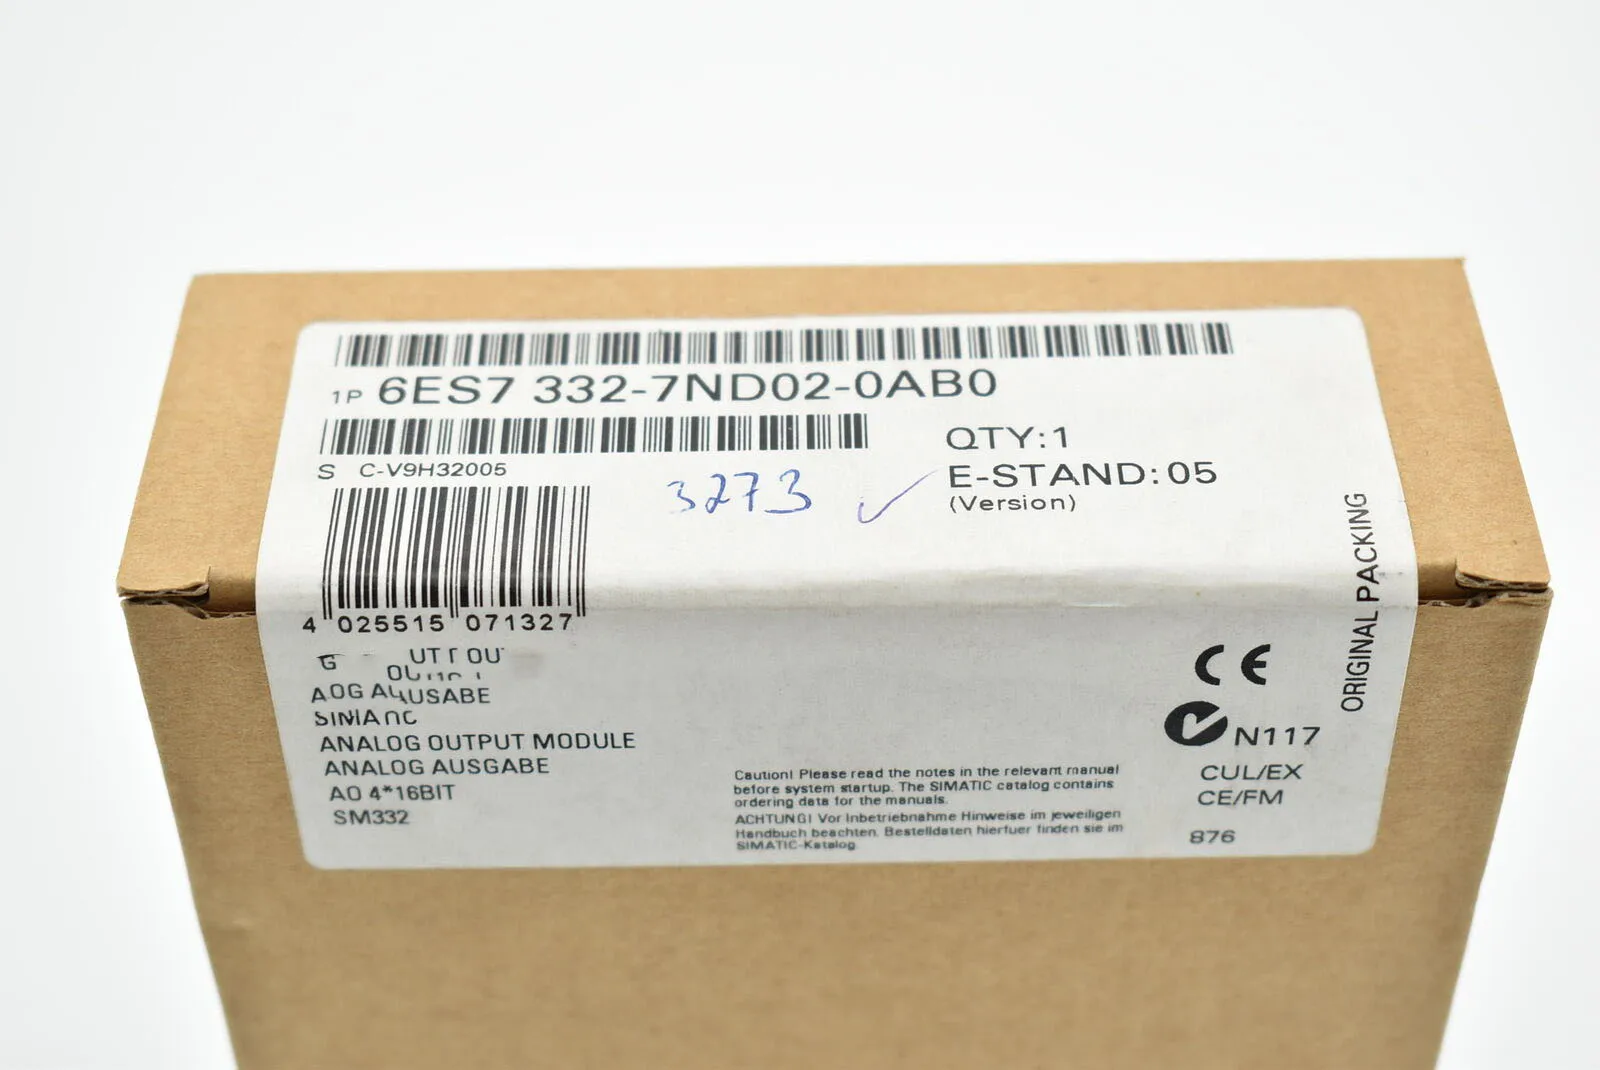 1P 6ES7 332-7ND02-0AB0
S C-V9H32005
QTY:1
3273
E-STAND:05
(Version)
4 025515 071327
AUSABE
ANALOG OUTPUT MODULE
ANALOG AUSGABE
AO 4*16BIT
SM332
Caution! Please read the notes in the relevant manual
before system startup. The SIMATIC catalog contains
ordering data for the manuals.
ACHTUNG! Vor Inbetriebnahme Hinweise im jeweiligen
Handbuch beachten. Bestelldaten hierfuer finden sie im
SIMATIC-Katalog
CE
N117
CUL/EX
CE/FM
876
ORIGINAL PACKING